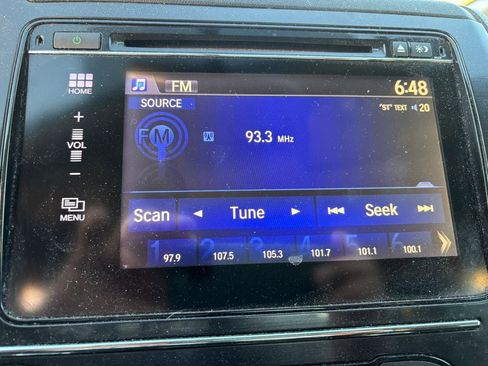 HOME
+
VOL
−
MENU
FM 6:48
SOURCE "ST" TEXT 20
FM
93.3 MHz
Scan ◄ Tune ► ⏮ Seek ⏭
1 2 3 4 5 6
97.9 107.5 105.3 101.7 101.1 100.1